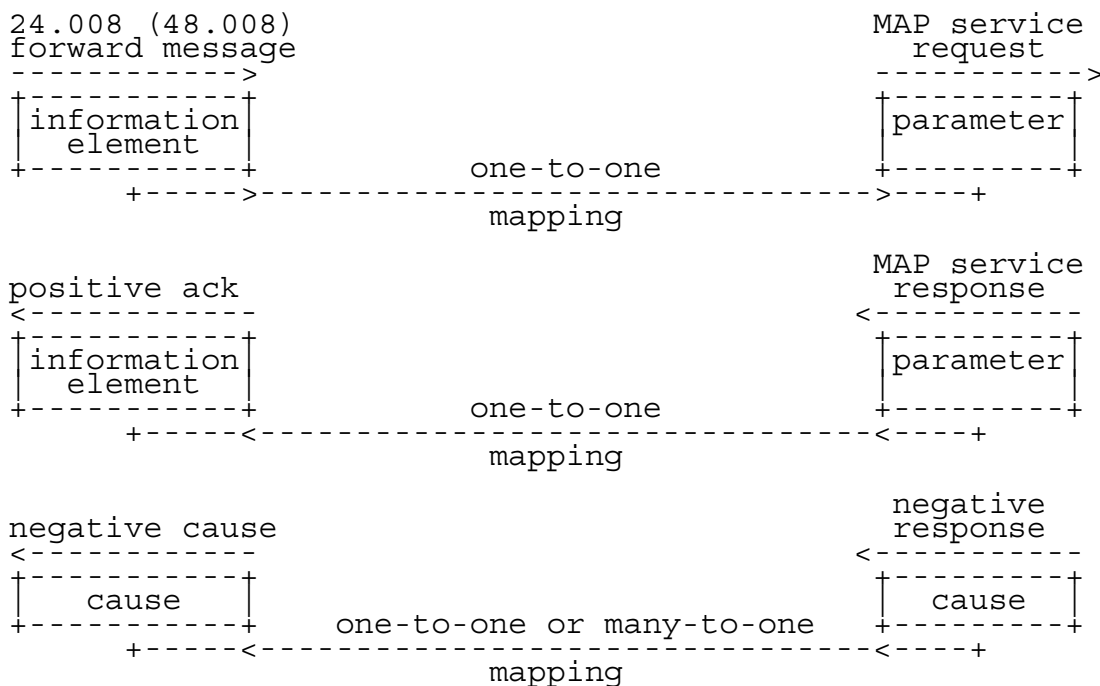 24.008 (48.008) MAP service
forward message request
information parameter
element
one-to-one
mapping
MAP service
positive ack response
information parameter
element
one-to-one
mapping
negative
negative cause response
cause cause
one-to-one or many-to-one
mapping